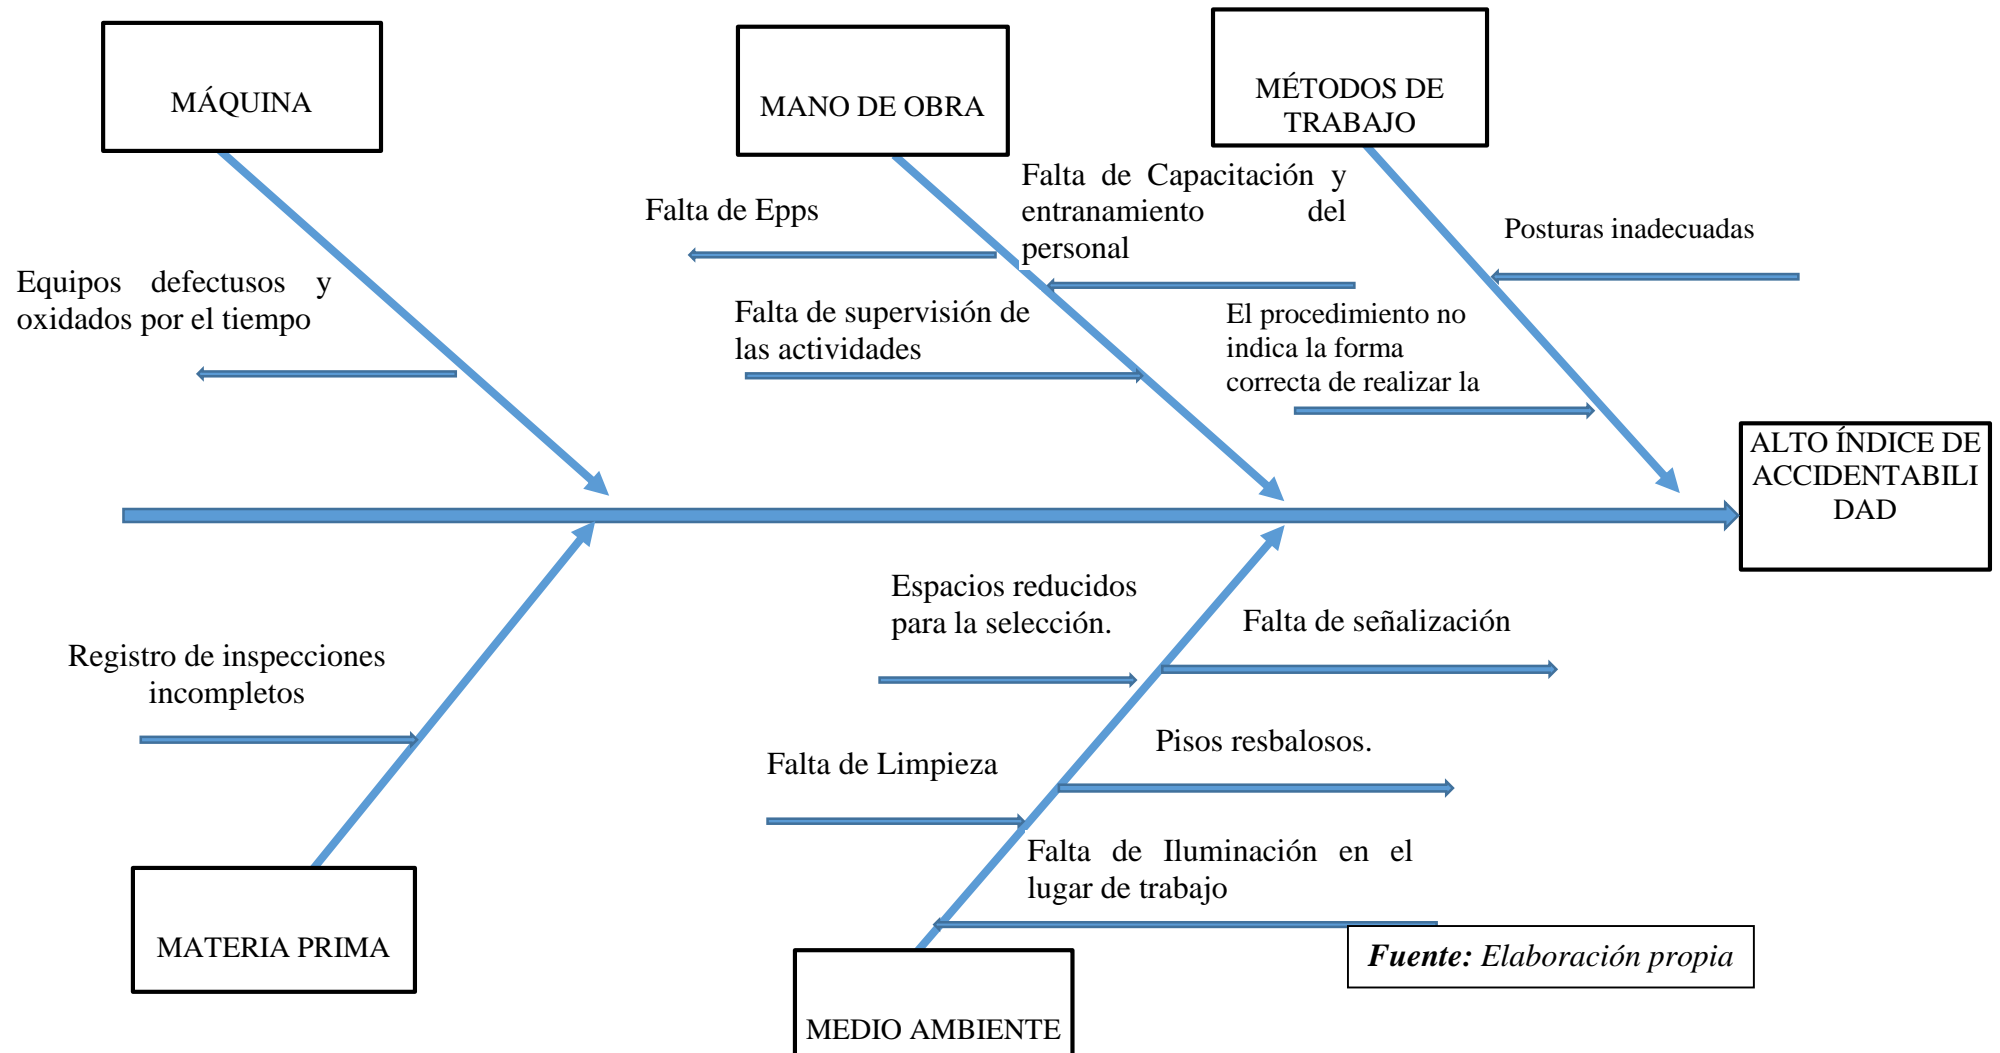 MÁQUINA
MANO DE OBRA
MÉTODOS DE
TRABAJO
Falta de Epps
Falta de Capacitación y
entranamiento del
personal
Posturas inadecuadas
Equipos defectusos y
oxidados por el tiempo
Falta de supervisión de
las actividades
El procedimiento no
indica la forma
correcta de realizar la
ALTO ÍNDICE DE
ACCIDENTABILI
DAD
Espacios reducidos
para la selección.
Falta de señalización
Registro de inspecciones
incompletos
Falta de Limpieza
Pisos resbalosos.
Falta de Iluminación en el
lugar de trabajo
MATERIA PRIMA
Fuente: Elaboración propia
MEDIO AMBIENTE